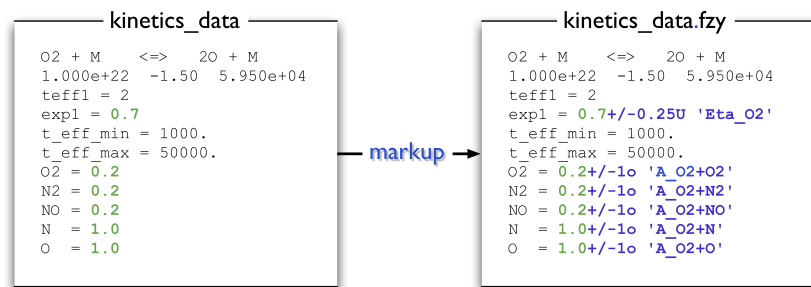 kinetics_data
O2 + M <=> 2O + M
1.000e+22 -1.50 5.950e+04
teff1 = 2
exp1 = 0.7
t_eff_min = 1000.
t_eff_max = 50000.
O2 = 0.2
N2 = 0.2
NO = 0.2
N = 1.0
O = 1.0
markup
kinetics_data.fzy
O2 + M <=> 2O + M
1.000e+22 -1.50 5.950e+04
teff1 = 2
exp1 = 0.7+/-0.25U 'Eta_O2'
t_eff_min = 1000.
t_eff_max = 50000.
O2 = 0.2+/-1o 'A_O2+O2'
N2 = 0.2+/-1o 'A_O2+N2'
NO = 0.2+/-1o 'A_O2+NO'
N = 1.0+/-1o 'A_O2+N'
O = 1.0+/-1o 'A_O2+O'